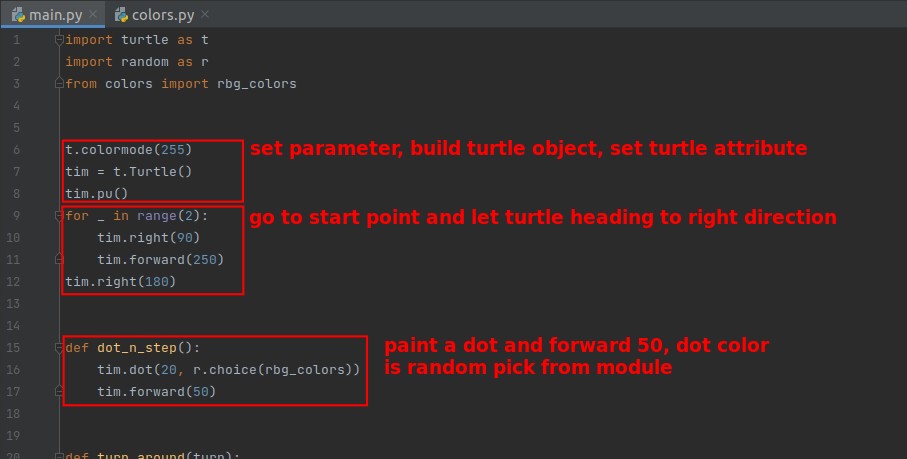 main.py colors.py
1 import turtle as t
2 import random as r
3 from colors import rbg_colors
4
5
6 t.colormode(255) set parameter, build turtle object, set turtle attribute
7 tim = t.Turtle()
8 tim.pu()
9 for _ in range(2): go to start point and let turtle heading to right direction
10 tim.right(90)
11 tim.forward(250)
12 tim.right(180)
13
14
15 def dot_n_step(): paint a dot and forward 50, dot color
16 tim.dot(20, r.choice(rbg_colors)) is random pick from module
17 tim.forward(50)
18
19
20 def turn_around(turn):